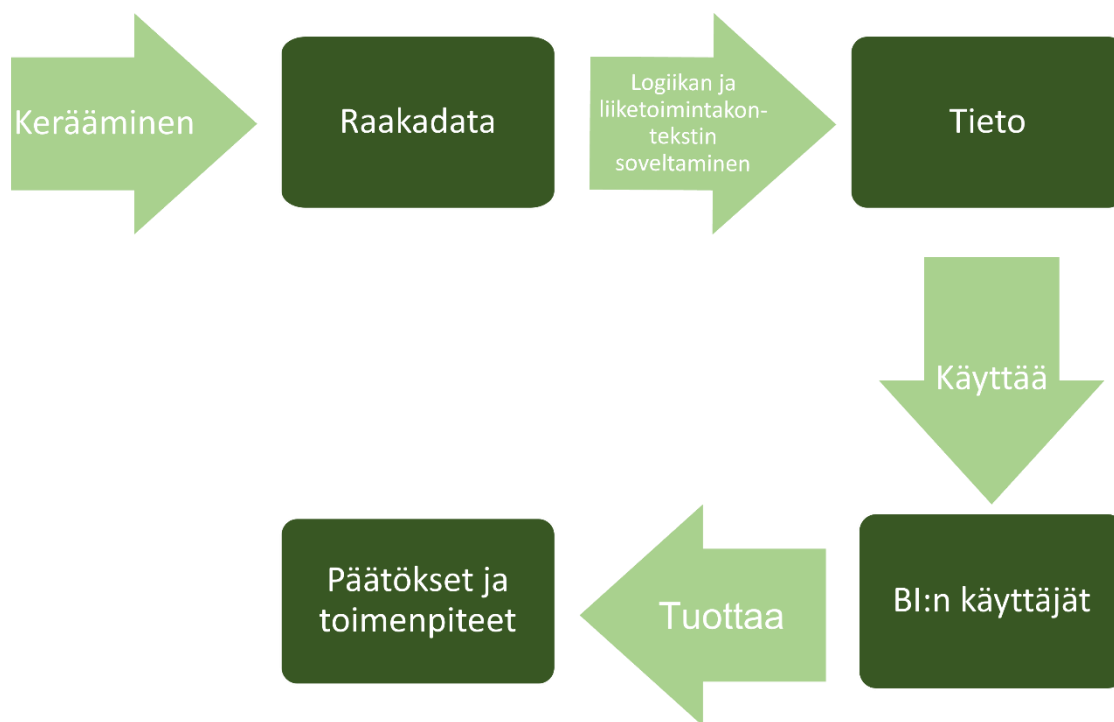 Kerääminen
Raakadata
Logiikan ja
liiketoimintakon-
tekstin
soveltaminen
Tieto
Käyttää
BI:n käyttäjät
Tuottaa
Päätökset ja
toimenpiteet